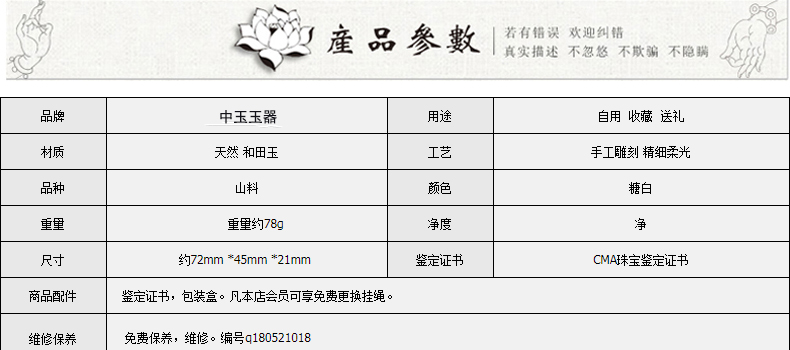 産品參數
若有错误 欢迎纠错
真实描述 不忽悠 不欺骗 不隐瞒
品牌 中玉玉器 用途 自用 收藏 送礼
材质 天然 和田玉 工艺 手工雕刻 精细柔光
品种 山料 颜色 糖白
重量 重量约78g 净度 净
尺寸 约72mm *45mm *21mm 鉴定证书 CMA珠宝鉴定证书
商品配件 鉴定证书，包装盒。凡本店会员可享免费更换挂绳。
维修保养 免费保养，维修。编号q180521018